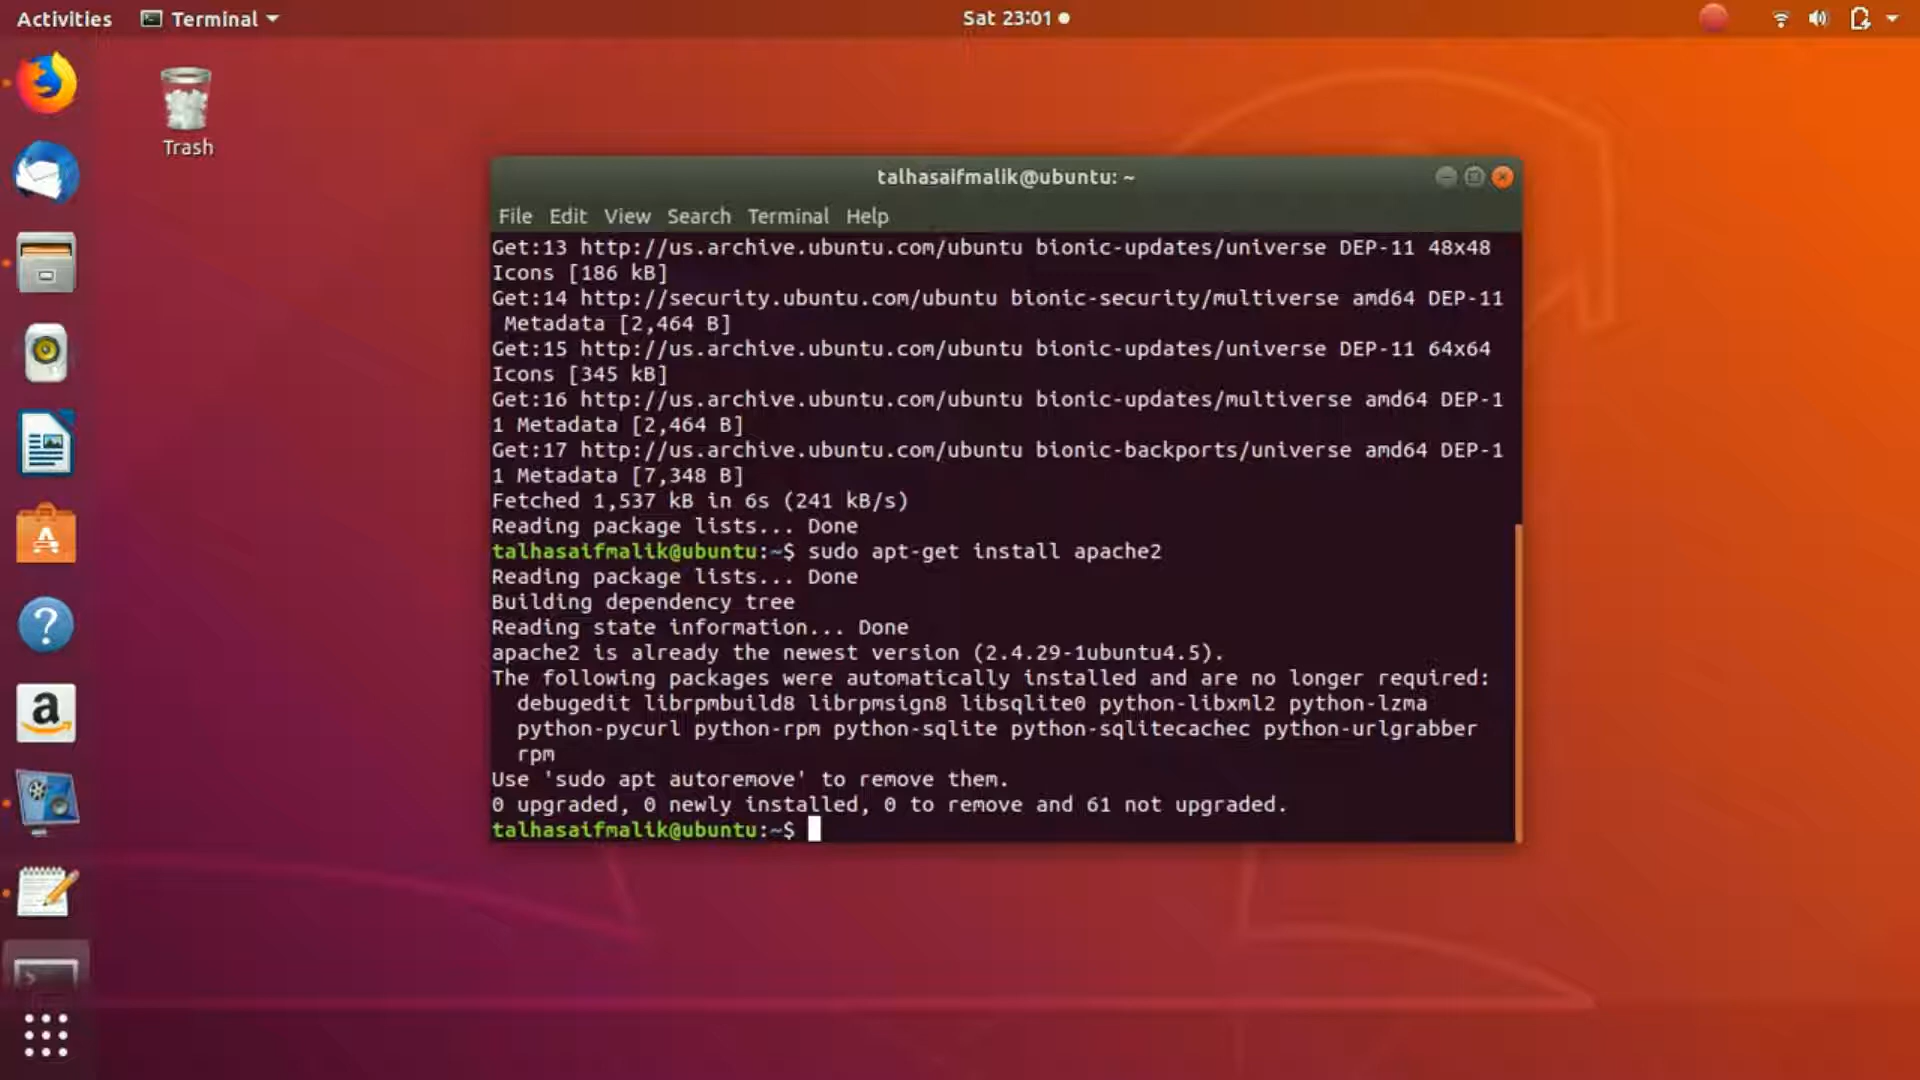 Activities Terminal Sat 23:01
Trash
talhasaifmalik@ubuntu: ~
File Edit View Search Terminal Help
Get:13 http://us.archive.ubuntu.com/ubuntu bionic-updates/universe DEP-11 48x48
Icons [186 kB]
Get:14 http://security.ubuntu.com/ubuntu bionic-security/multiverse amd64 DEP-11
 Metadata [2,464 B]
Get:15 http://us.archive.ubuntu.com/ubuntu bionic-updates/universe DEP-11 64x64
Icons [345 kB]
Get:16 http://us.archive.ubuntu.com/ubuntu bionic-updates/multiverse amd64 DEP-1
1 Metadata [2,464 B]
Get:17 http://us.archive.ubuntu.com/ubuntu bionic-backports/universe amd64 DEP-1
1 Metadata [7,348 B]
Fetched 1,537 kB in 6s (241 kB/s)
Reading package lists... Done
talhasaifmalik@ubuntu:~$ sudo apt-get install apache2
Reading package lists... Done
Building dependency tree
Reading state information... Done
apache2 is already the newest version (2.4.29-1ubuntu4.5).
The following packages were automatically installed and are no longer required:
  debugedit librpmbuild8 librpmsign8 libsqlite0 python-libxml2 python-lzma
  python-pycurl python-rpm python-sqlite python-sqlitecachec python-urlgrabber
  rpm
Use 'sudo apt autoremove' to remove them.
0 upgraded, 0 newly installed, 0 to remove and 61 not upgraded.
talhasaifmalik@ubuntu:~$